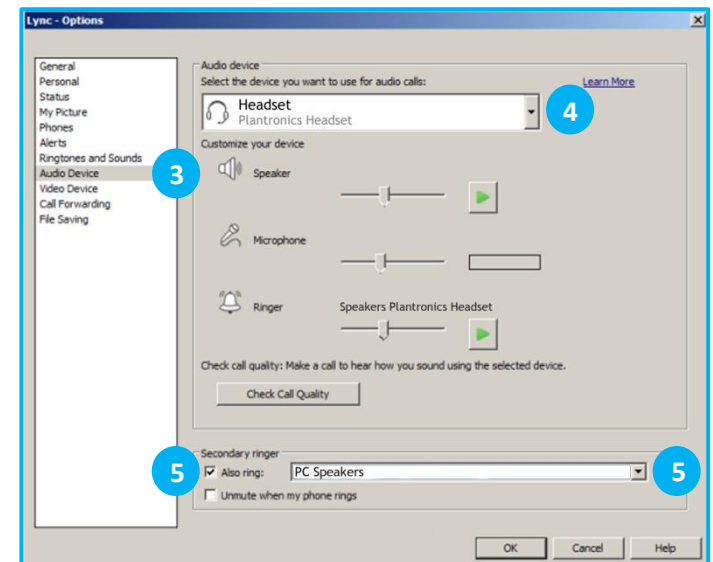 Lync - Options
General
Personal
Status
My Picture
Phones
Alerts
Ringtones and Sounds
Audio Device
Video Device
Call Forwarding
File Saving
3
Audio device
Select the device you want to use for audio calls:
Learn More
Headset
Plantronics Headset
4
Customize your device
Speaker
Microphone
Ringer
Speakers Plantronics Headset
Check call quality: Make a call to hear how you sound using the selected device.
Check Call Quality
Secondary ringer
5
Also ring:
PC Speakers
5
Unmute when my phone rings
OK
Cancel
Help